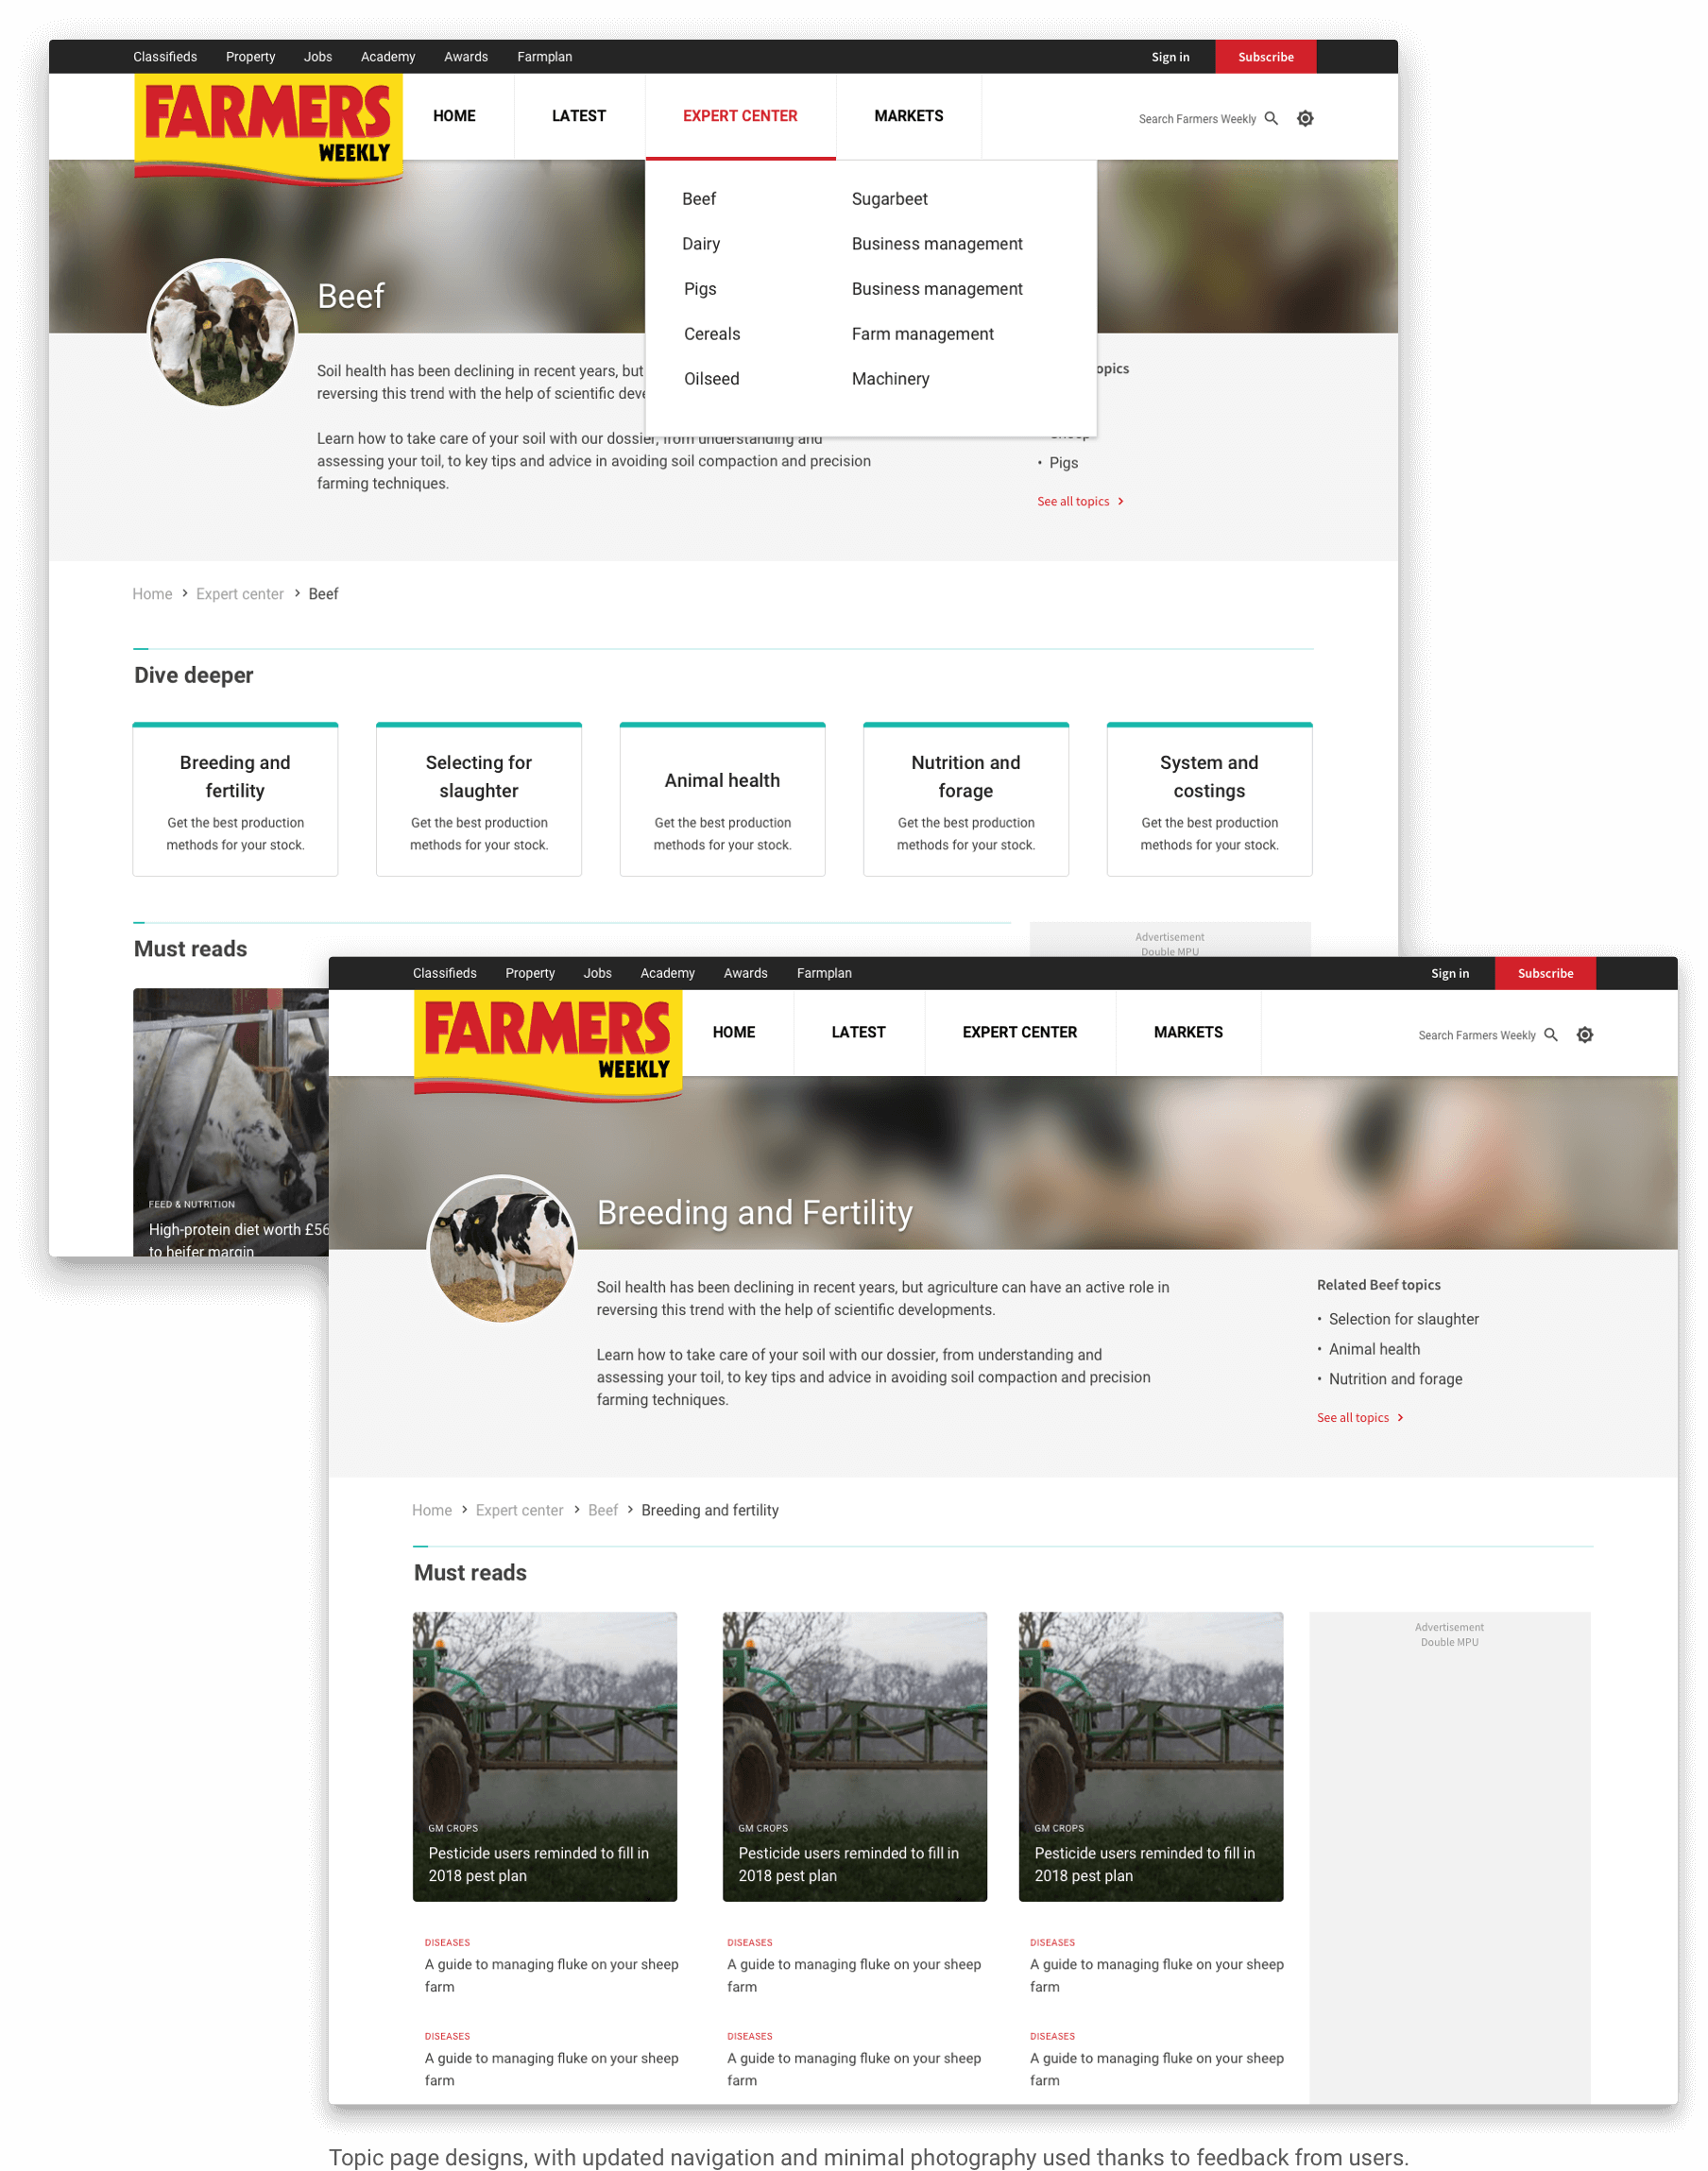 Classifieds Property Jobs Academy Awards Farmplan Sign in Subscribe
FARMERS
WEEKLY
HOME LATEST EXPERT CENTER MARKETS Search Farmers Weekly
Beef Sugarbeet
Dairy Business management
Pigs Business management
Cereals Farm management
Oilseed Machinery
Beef
Soil health has been declining in recent years, but
reversing this trend with the help of scientific deve
Learn how to take care of your soil with our dossier, from understanding and
assessing your toil, to key tips and advice in avoiding soil compaction and precision
farming techniques.
opics
Sheep
• Pigs
See all topics >
Home > Expert center > Beef
Dive deeper
Breeding and
fertility
Get the best production
methods for your stock.
Selecting for
slaughter
Get the best production
methods for your stock.
Animal health
Get the best production
methods for your stock.
Nutrition and
forage
Get the best production
methods for your stock.
System and
costings
Get the best production
methods for your stock.
Must reads
Advertisement
Double MPU
FEED & NUTRITION
High-protein diet worth £56
to heifer margin
Classifieds Property Jobs Academy Awards Farmplan Sign in Subscribe
FARMERS
WEEKLY
HOME LATEST EXPERT CENTER MARKETS Search Farmers Weekly
Breeding and Fertility
Soil health has been declining in recent years, but agriculture can have an active role in
reversing this trend with the help of scientific developments.
Learn how to take care of your soil with our dossier, from understanding and
assessing your toil, to key tips and advice in avoiding soil compaction and precision
farming techniques.
Related Beef topics
• Selection for slaughter
• Animal health
• Nutrition and forage
See all topics >
Home > Expert center > Beef > Breeding and fertility
Must reads
GM CROPS
Pesticide users reminded to fill in
2018 pest plan
GM CROPS
Pesticide users reminded to fill in
2018 pest plan
GM CROPS
Pesticide users reminded to fill in
2018 pest plan
Advertisement
Double MPU
DISEASES
A guide to managing fluke on your sheep
farm
DISEASES
A guide to managing fluke on your sheep
farm
DISEASES
A guide to managing fluke on your sheep
farm
DISEASES
A guide to managing fluke on your sheep
farm
DISEASES
A guide to managing fluke on your sheep
farm
DISEASES
A guide to managing fluke on your sheep
farm
Topic page designs, with updated navigation and minimal photography used thanks to feedback from users.